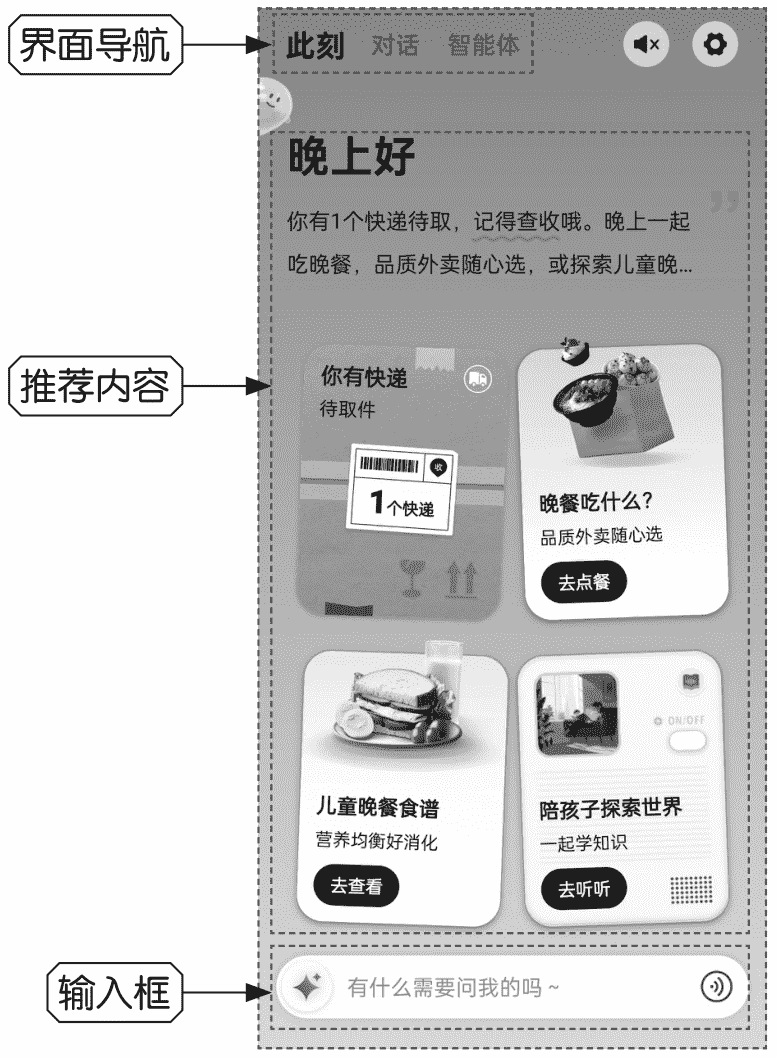 界面导航
此刻 对话 智能体
晚上好
你有1个快递待取，记得查收哦。晚上一起
吃晚餐，品质外卖随心选，或探索儿童晚...
推荐内容
你有快递
待取件
收
1个快递
晚餐吃什么？
品质外卖随心选
去点餐
儿童晚餐食谱
营养均衡好消化
去查看
ON/OFF
陪孩子探索世界
一起学知识
去听听
输入框
有什么需要问我的吗 ~